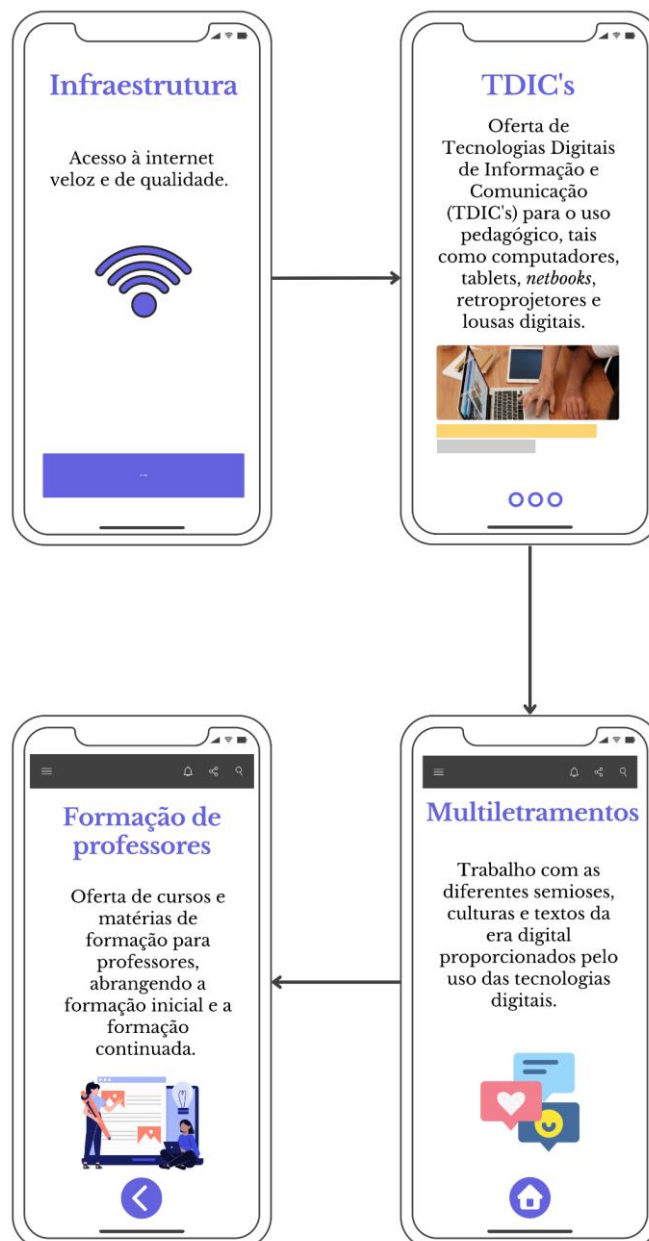 Infraestrutura
Acesso à internet
veloz e de qualidade.
TDIC's
Oferta de
Tecnologias Digitais
de Informação e
Comunicação
(TDIC's) para o uso
pedagógico, tais
como computadores,
tablets, netbooks,
retroprojetores e
lousas digitais.
Multiletramentos
Trabalho com as
diferentes semioses,
culturas e textos da
era digital
proporcionados pelo
uso das tecnologias
digitais.
Formação de
professores
Oferta de cursos e
matérias de
formação para
professores,
abrangendo a
formação inicial e a
formação
continuada.